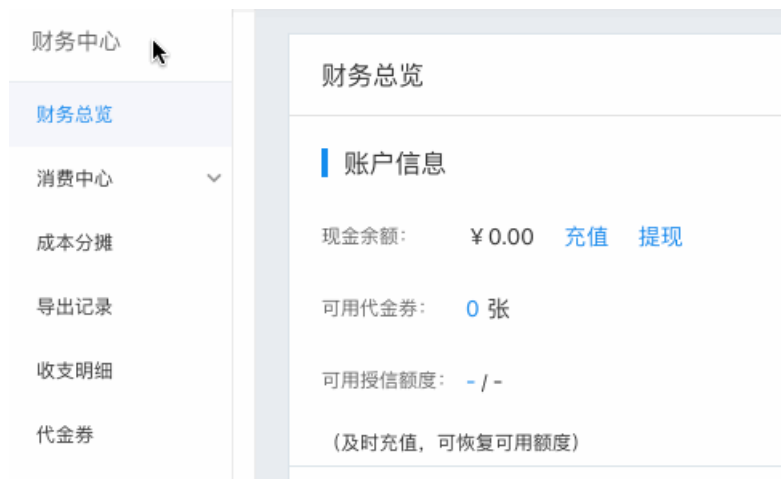 财务中心
财务总览
消费中心
成本分摊
导出记录
收支明细
代金券
财务总览
账户信息
现金余额： ¥0.00 充值 提现
可用代金券： 0 张
可用授信额度： - / -
（及时充值，可恢复可用额度）